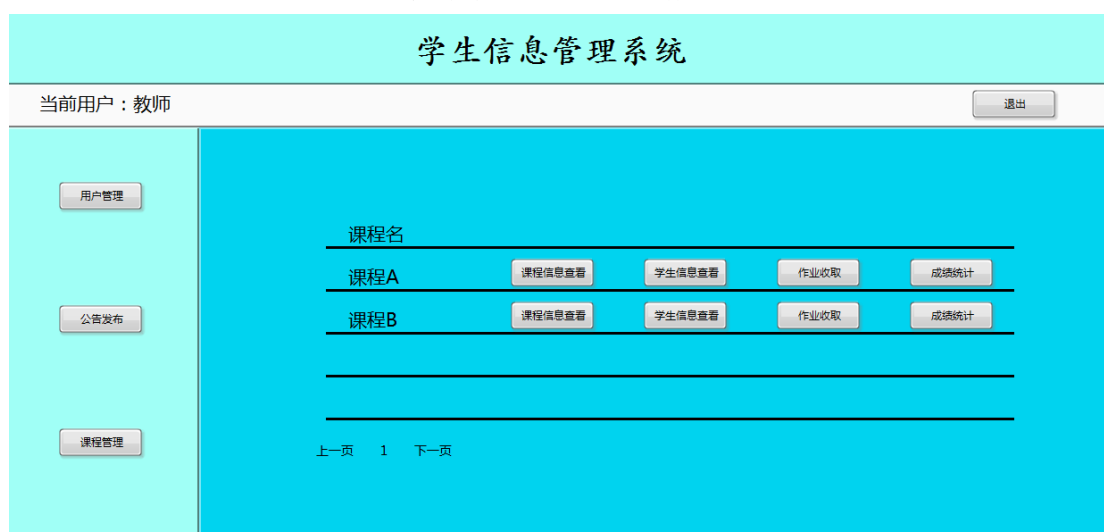 学生信息管理系统
当前用户：教师 退出
用户管理
公告发布
课程管理
课程名
课程A 课程信息查看 学生信息查看 作业收取 成绩统计
课程B 课程信息查看 学生信息查看 作业收取 成绩统计
上一页 1 下一页